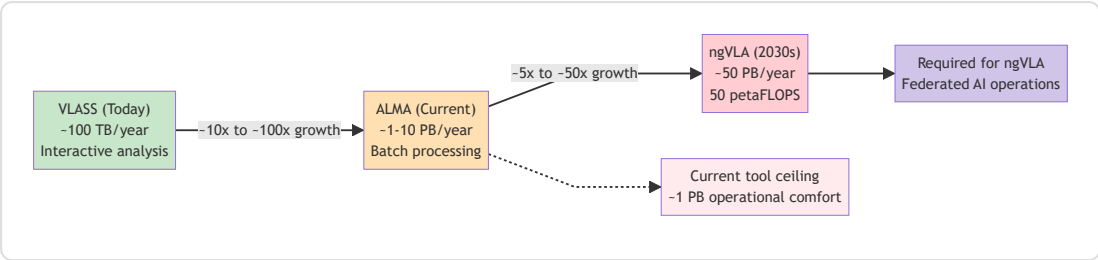 VLASS (Today)
~100 TB/year
Interactive analysis
~10x to ~100x growth
ALMA (Current)
~1-10 PB/year
Batch processing
~5x to ~50x growth
ngVLA (2030s)
~50 PB/year
50 petaFLOPS
Required for ngVLA
Federated AI operations
Current tool ceiling
~1 PB operational comfort